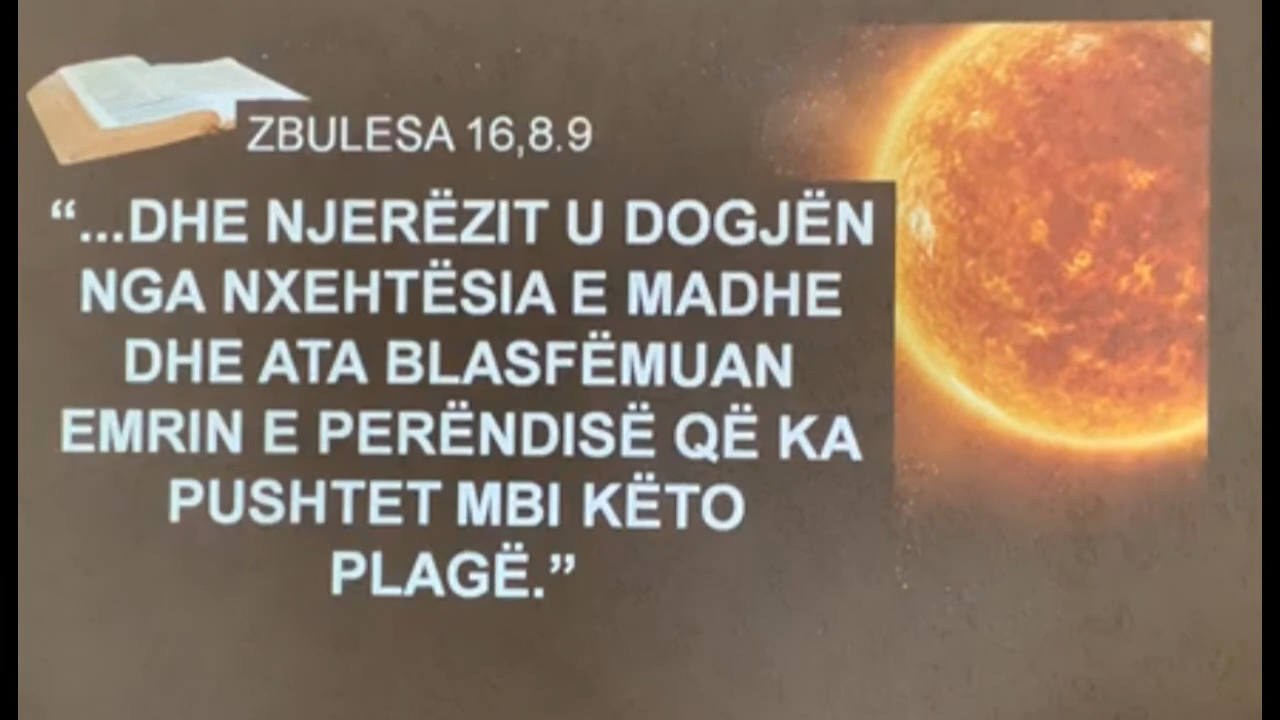 ZBULESA 16,8.9
“...DHE NJERËZIT U DOGJËN
NGA NXEHTËSIA E MADHE
DHE ATA BLASFËMUAN
EMRIN E PERËNDISË QË KA
PUSHTET MBI KËTO
PLAGË.”